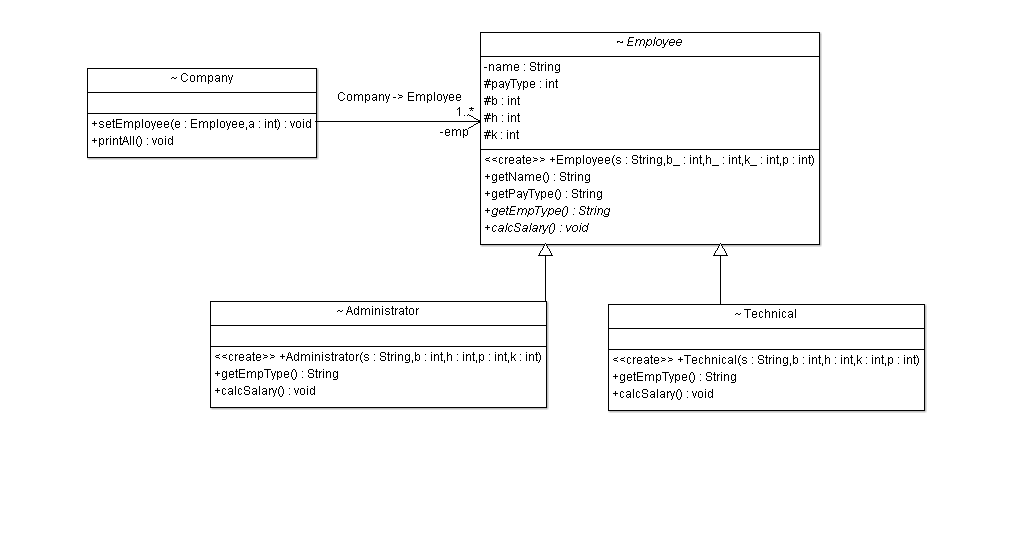 ~ Company
+setEmployee(e : Employee,a : int) : void
+printAll() : void
Company -> Employee
1..*
-emp
~ Employee
-name : String
#payType : int
#b : int
#h : int
#k : int
<<create>> +Employee(s : String,b_ : int,h_ : int,k_ : int,p : int)
+getName() : String
+getPayType() : String
+getEmpType() : String
+calcSalary() : void
~ Administrator
<<create>> +Administrator(s : String,b : int,h : int,p : int,k : int)
+getEmpType() : String
+calcSalary() : void
~ Technical
<<create>> +Technical(s : String,b : int,h : int,k : int,p : int)
+getEmpType() : String
+calcSalary() : void